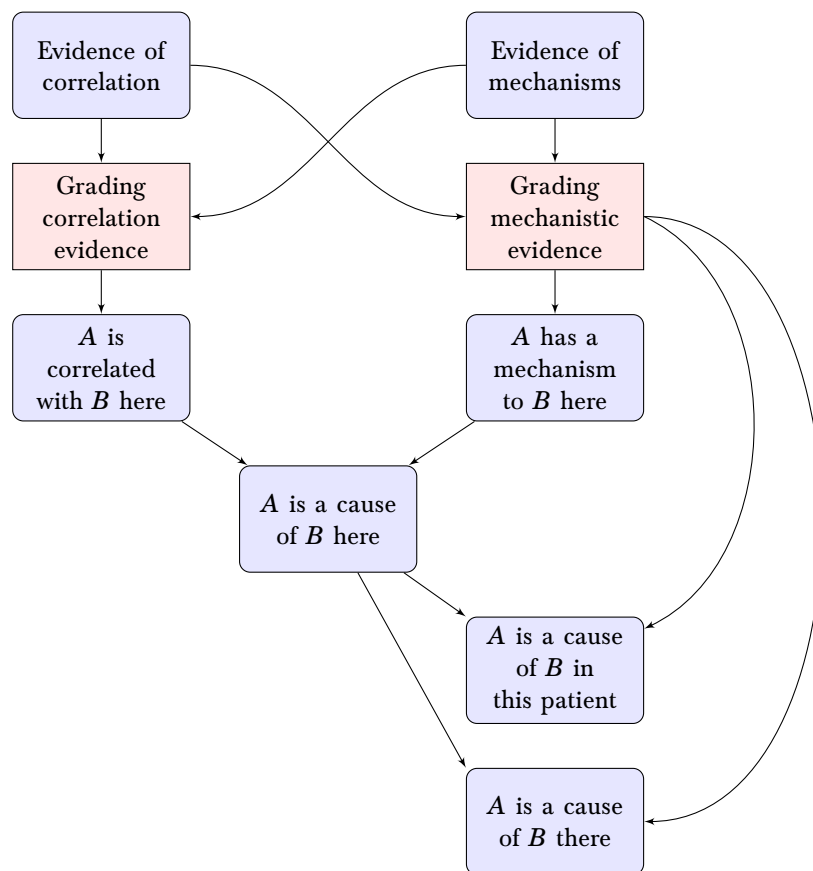 Evidence of
correlation
Evidence of
mechanisms
Grading
correlation
evidence
Grading
mechanistic
evidence
A is
correlated
with B here
A has a
mechanism
to B here
A is a cause
of B here
A is a cause
of B in
this patient
A is a cause
of B there